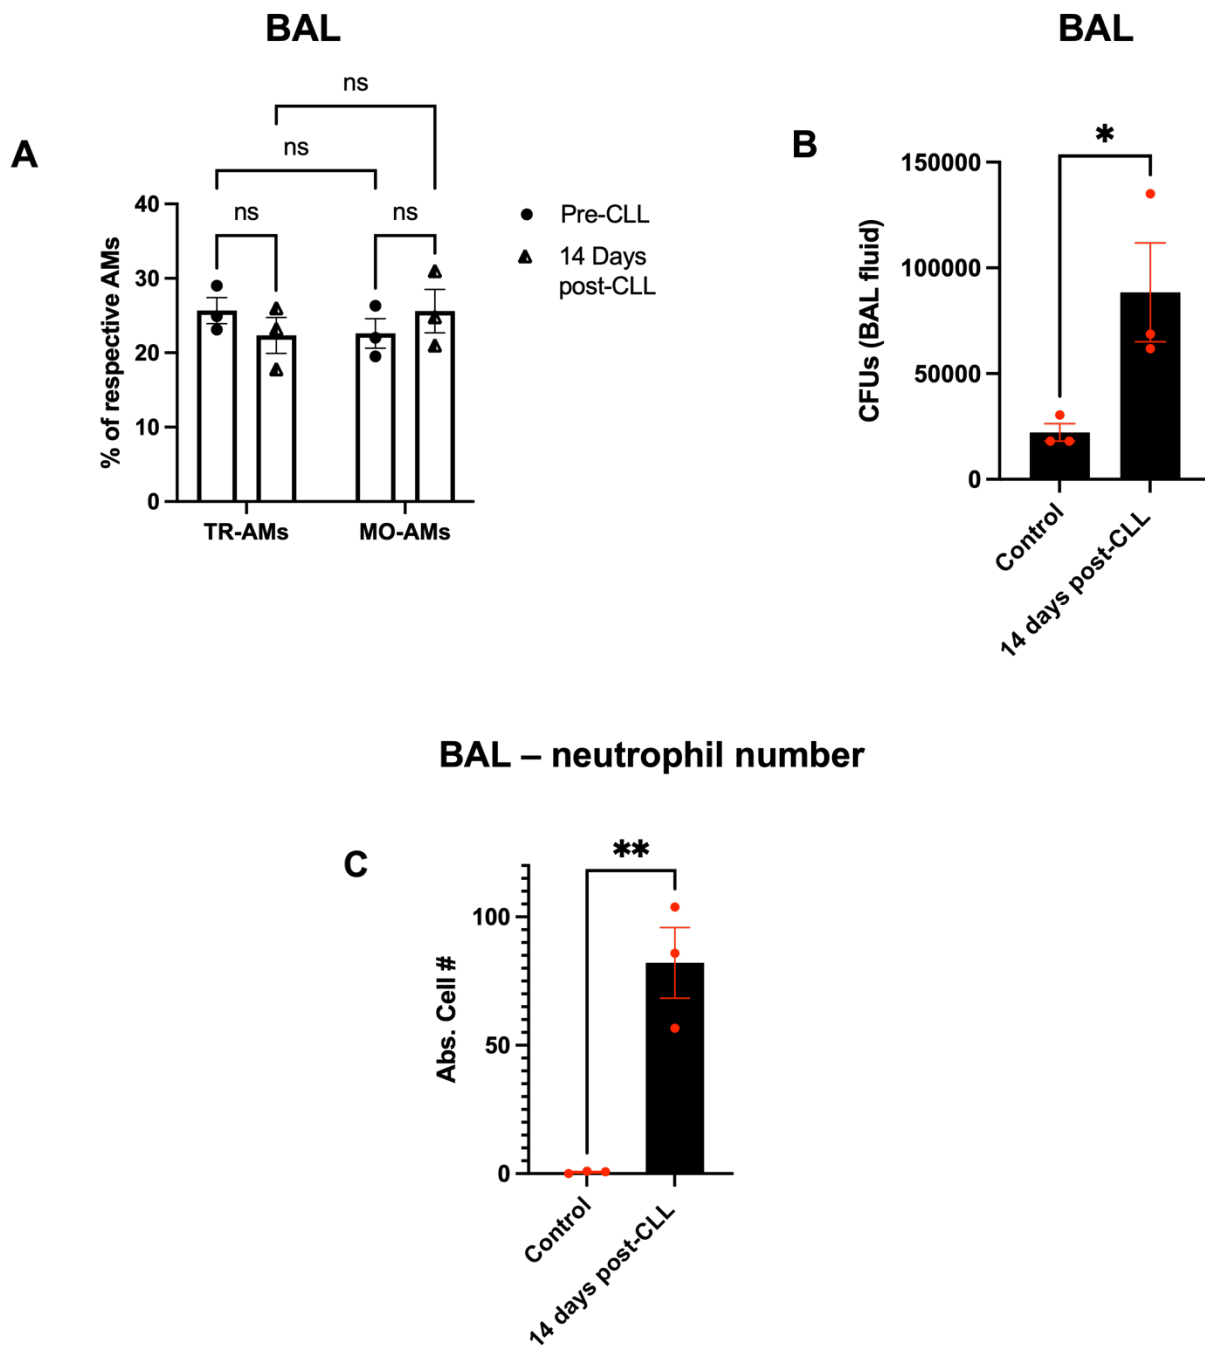 BAL
A
ns
ns
ns
ns
% of respective AMs
40
30
20
10
0
TR-AMs
MO-AMs
Pre-CLL
14 Days
post-CLL
BAL
B
*
CFUs (BAL fluid)
150000
100000
50000
0
Control
14 days post-CLL
BAL – neutrophil number
C
**
Abs. Cell #
100
50
0
Control
14 days post-CLL